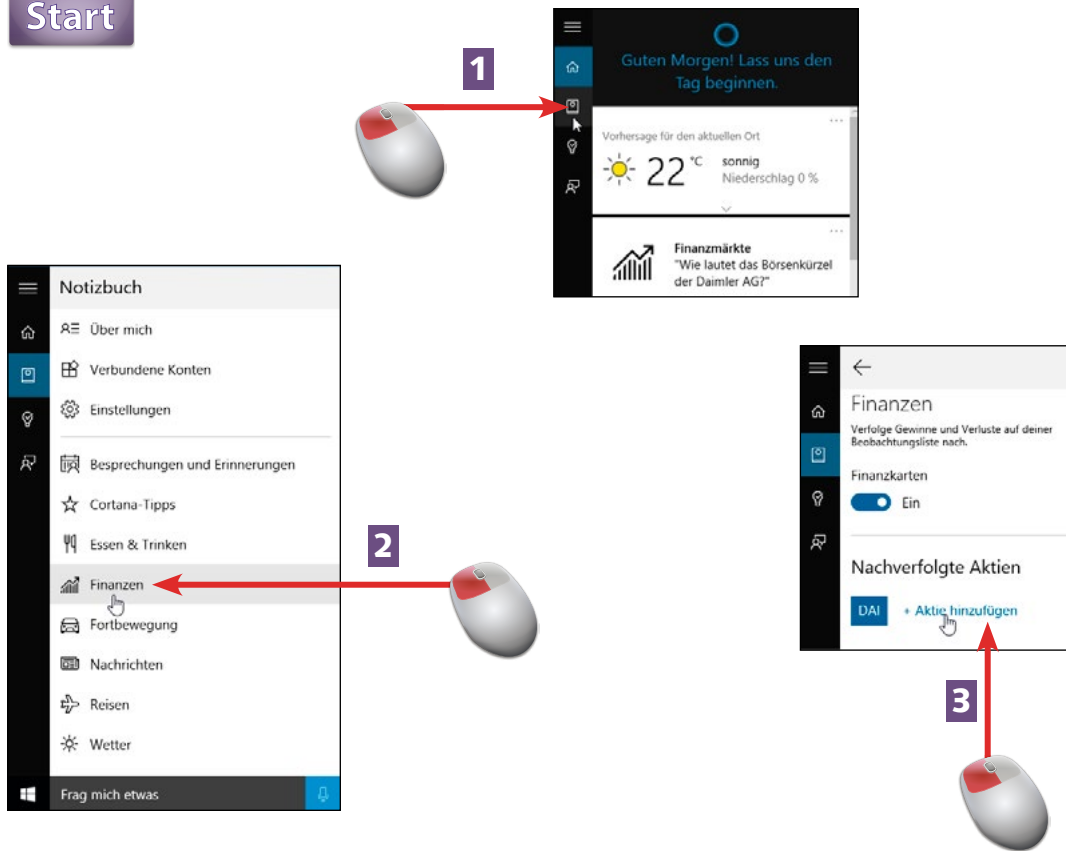 Start
1
Guten Morgen! Lass uns den
Tag beginnen.
Vorhersage für den aktuellen Ort
22 °C
sonnig
Niederschlag 0 %
Finanzmärkte
"Wie lautet das Börsenkürzel
der Daimler AG?"
Notizbuch
Über mich
Verbundene Konten
Einstellungen
Besprechungen und Erinnerungen
Cortana-Tipps
Essen & Trinken
Finanzen
Fortbewegung
Nachrichten
Reisen
Wetter
Frag mich etwas
2
Finanzen
Verfolge Gewinne und Verluste auf deiner
Beobachtungsliste nach.
Finanzkarten
Ein
Nachverfolgte Aktien
DAI + Aktie hinzufügen
3